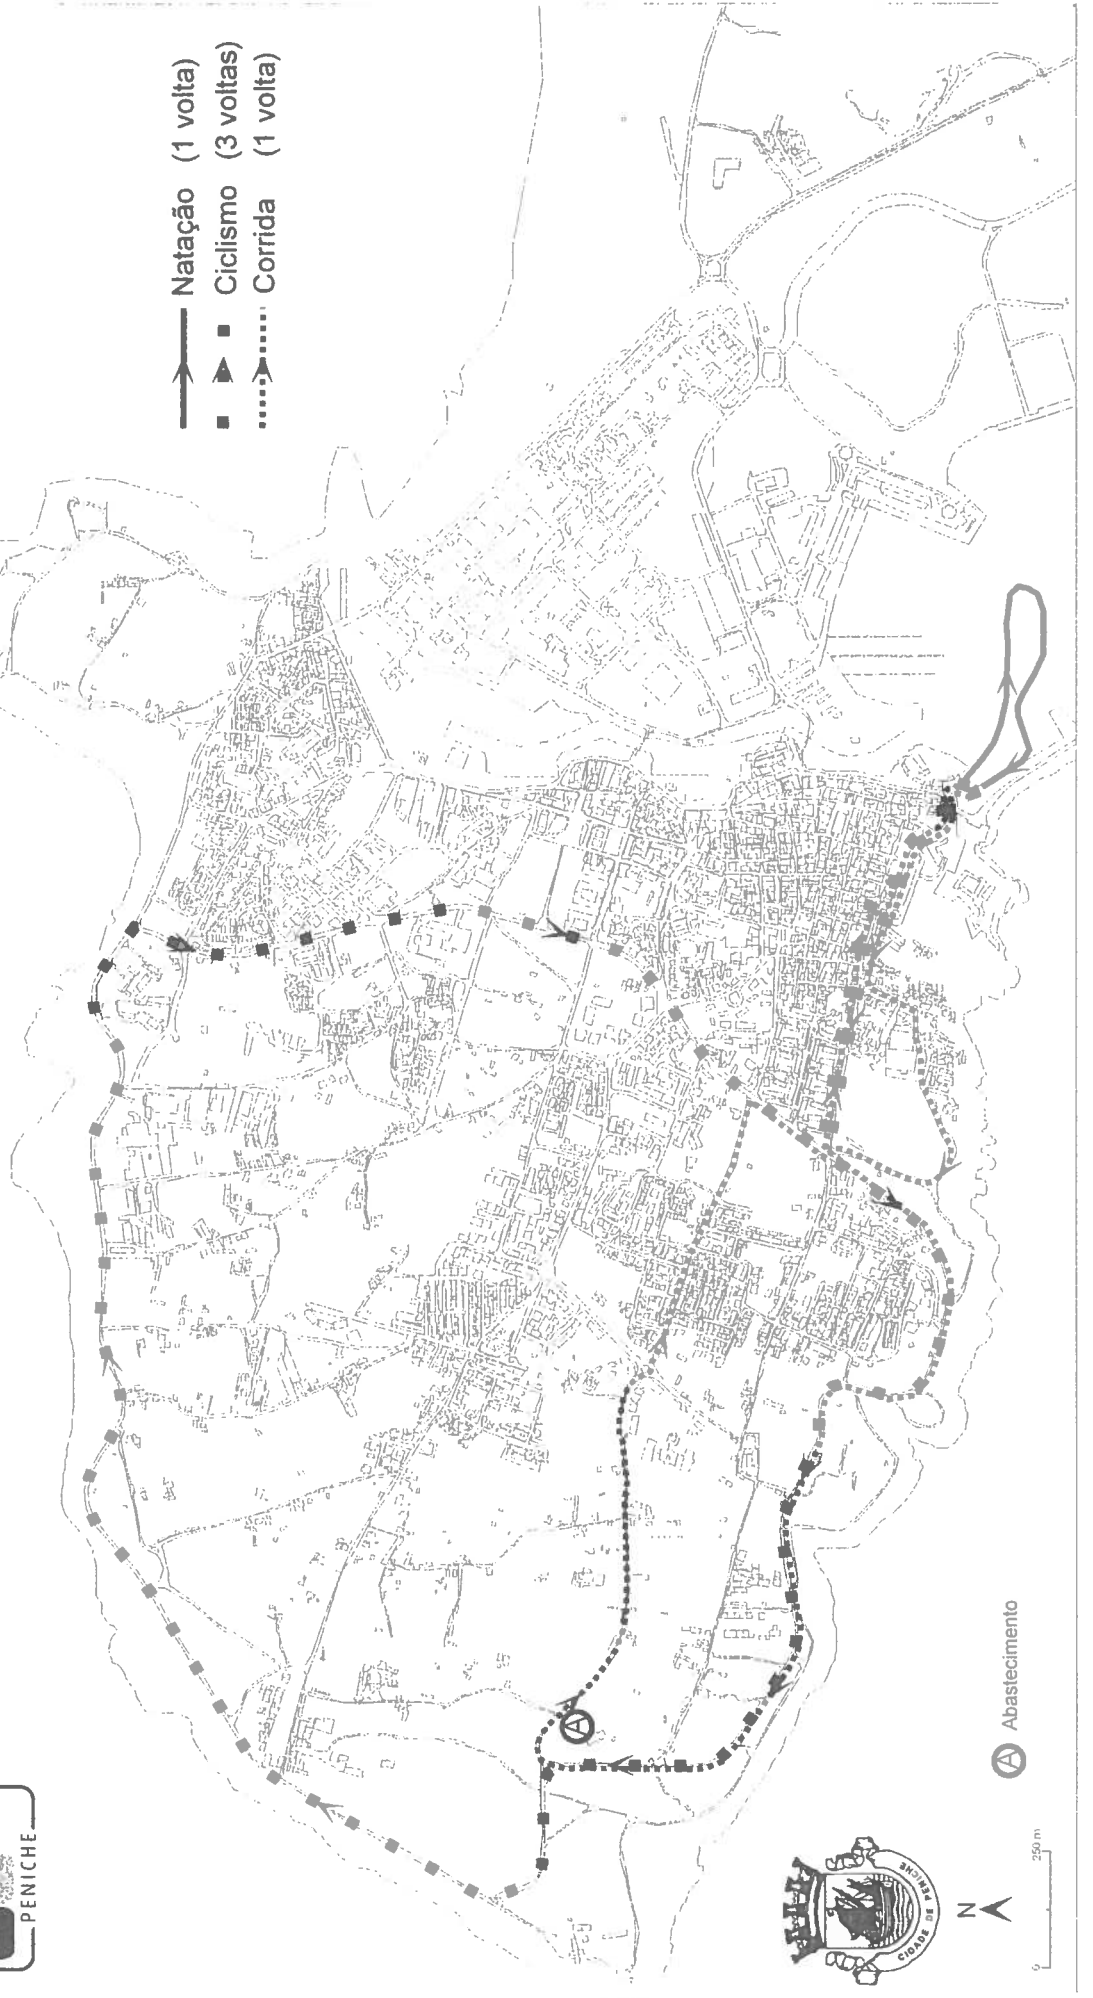 Natação (1 volta)
Ciclismo (3 voltas)
Corrida (1 volta)
PENICHE
A
A Abastecimento
CIDADE DE PENICHE
N
0 250 m